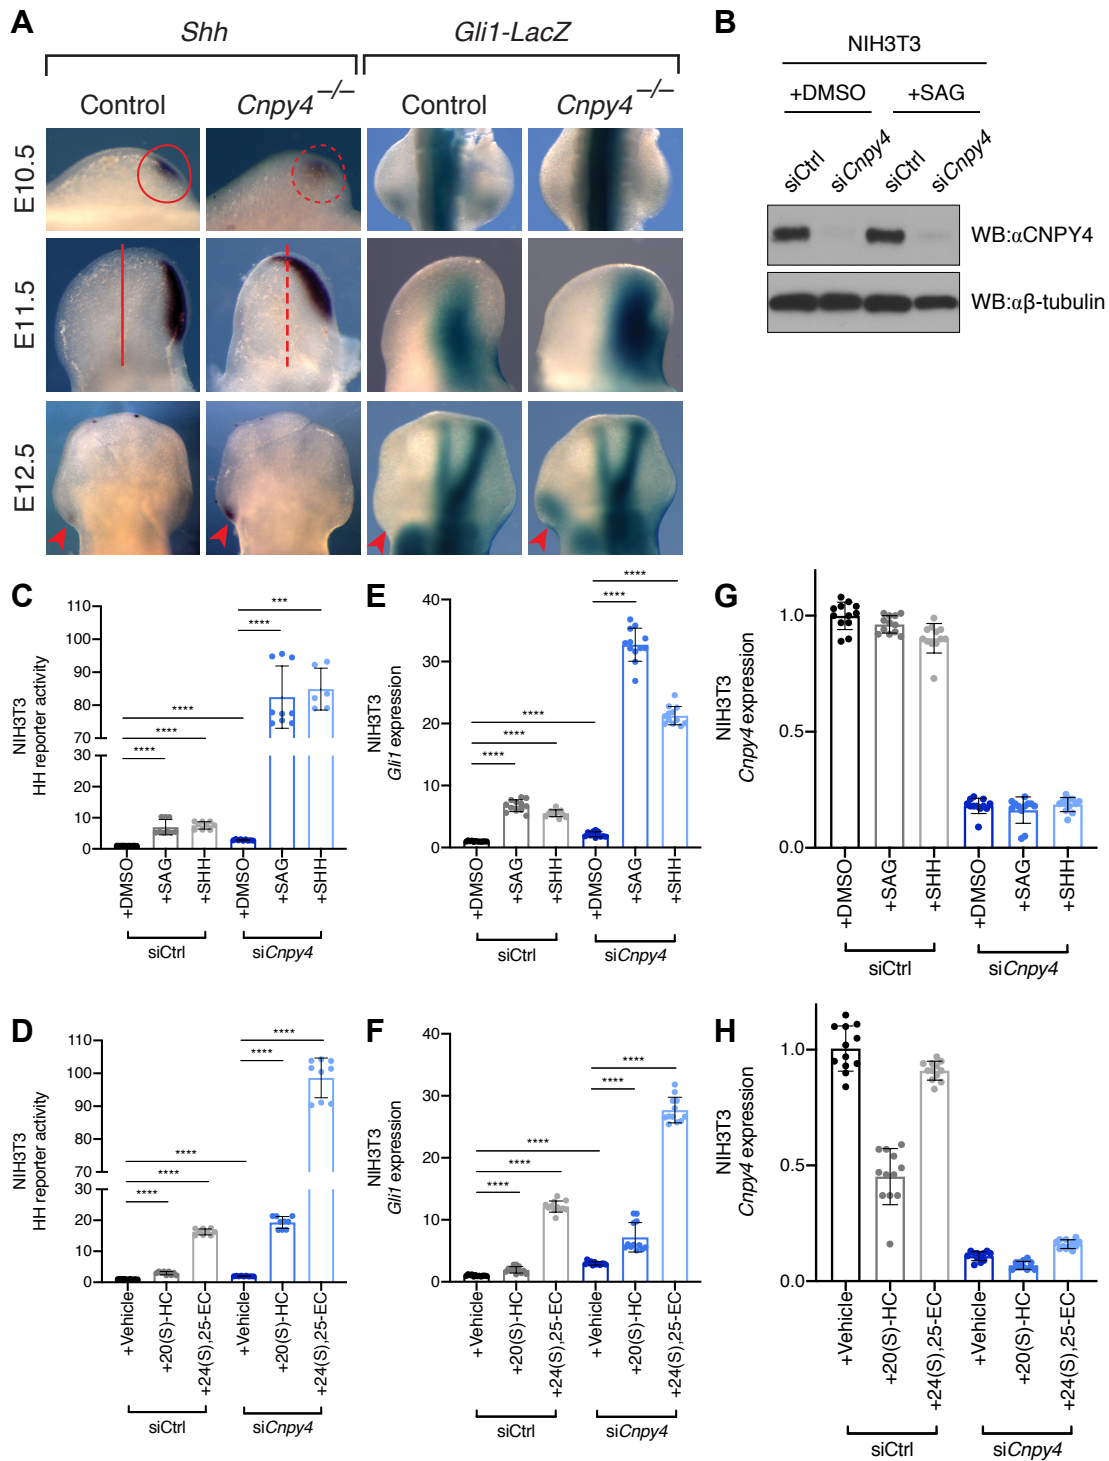 A
Shh
Gli1-LacZ
Control
Cnpy4–/–
Control
Cnpy4–/–
E10.5
E11.5
E12.5
B
NIH3T3
+DMSO
+SAG
siCtrl
siCnpy4
siCtrl
siCnpy4
WB:αCNPY4
WB:αβ-tubulin
C
NIH3T3
HH reporter activity
110
100
90
80
70
30
20
10
0
****
****
****
****
***
+DMSO
+SAG
+SHH
+DMSO
+SAG
+SHH
siCtrl
siCnpy4
E
NIH3T3
Gli1 expression
40
30
20
10
0
****
****
****
****
****
+DMSO
+SAG
+SHH
+DMSO
+SAG
+SHH
siCtrl
siCnpy4
G
NIH3T3
Cnpy4 expression
1.0
0.5
0.0
+DMSO
+SAG
+SHH
+DMSO
+SAG
+SHH
siCtrl
siCnpy4
D
NIH3T3
HH reporter activity
110
100
90
80
70
30
20
10
0
****
****
****
****
****
+Vehicle
+20(S)-HC
+24(S),25-EC
+Vehicle
+20(S)-HC
+24(S),25-EC
siCtrl
siCnpy4
F
NIH3T3
Gli1 expression
40
30
20
10
0
****
****
****
****
****
+Vehicle
+20(S)-HC
+24(S),25-EC
+Vehicle
+20(S)-HC
+24(S),25-EC
siCtrl
siCnpy4
H
NIH3T3
Cnpy4 expression
1.0
0.5
0.0
+Vehicle
+20(S)-HC
+24(S),25-EC
+Vehicle
+20(S)-HC
+24(S),25-EC
siCtrl
siCnpy4